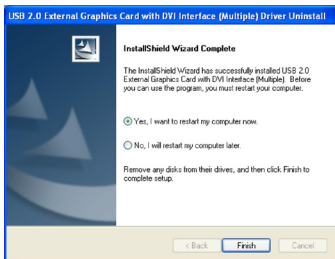 USB 2.0 External Graphics Card with DVI Interface (Multiple) Driver Uninstall
InstallShield Wizard Complete
The InstallShield Wizard has successfully installed USB 2.0
External Graphics Card with DVI Interface (Multiple). Before
you can use the program, you must restart your computer.
Yes, I want to restart my computer now.
No, I will restart my computer later.
Remove any disks from their drives, and then click Finish to
complete setup.
< Back Finish Cancel